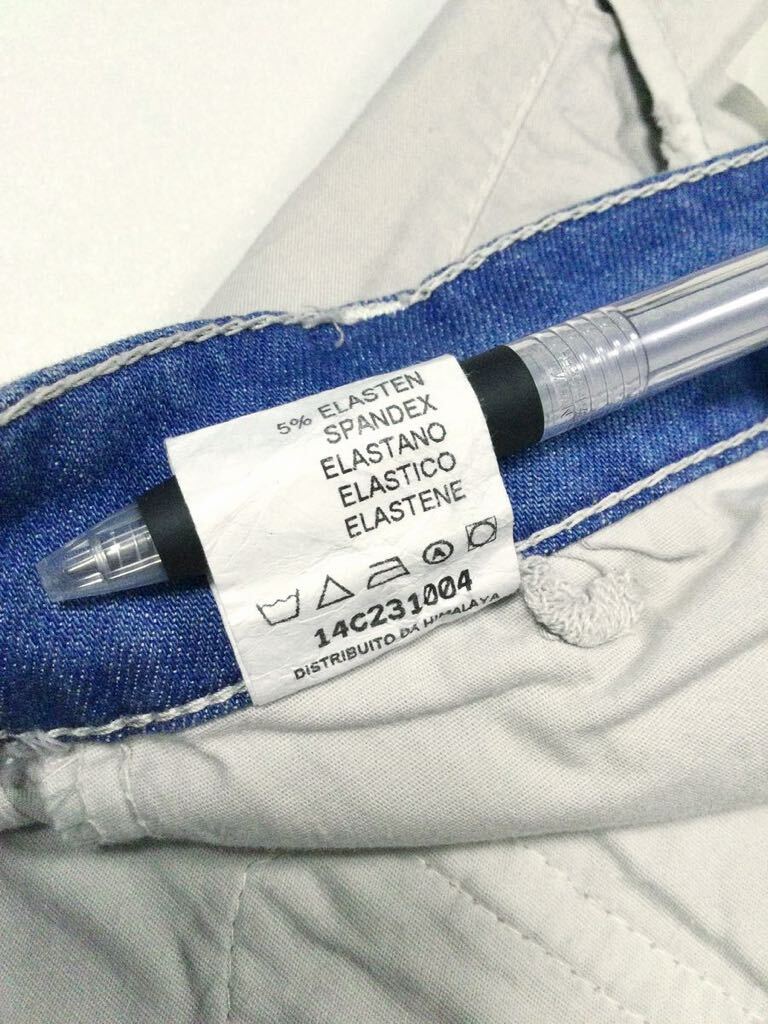 5% ELASTEN
SPANDEX
ELASTANO
ELASTICO
ELASTENE
A
14C231004
DISTRIBUITO DA HIMALAYA